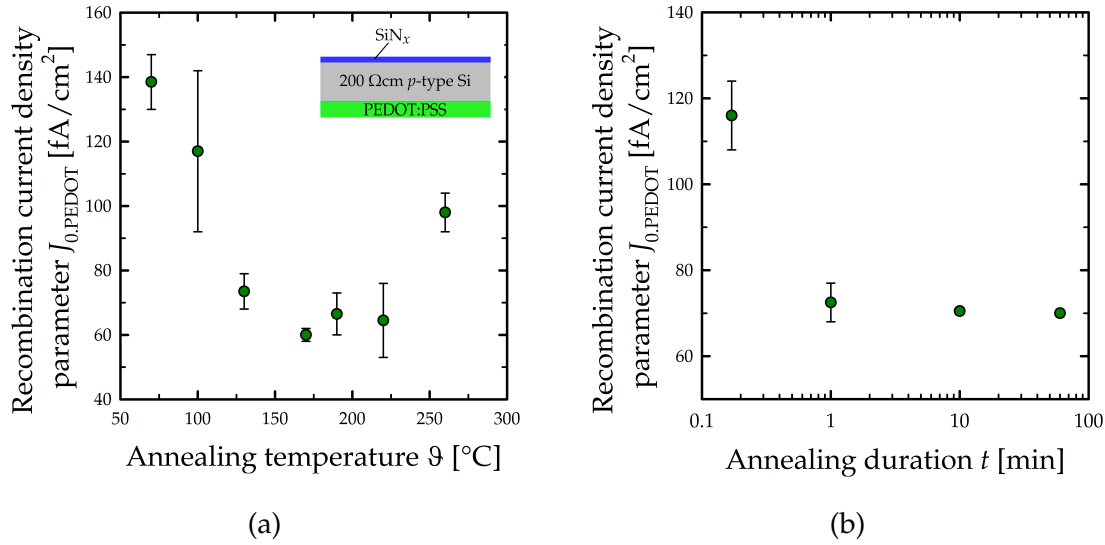 Recombination current density
parameter J0.PEDOT [fA/cm2]
160
140
120
100
80
60
40
50
100
150
200
250
300
SiNx
200 Ωcm p-type Si
PEDOT:PSS
Annealing temperature ϑ [°C]
(a)
Recombination current density
parameter J0.PEDOT [fA/cm2]
140
120
100
80
60
0.1
1
10
100
Annealing duration t [min]
(b)